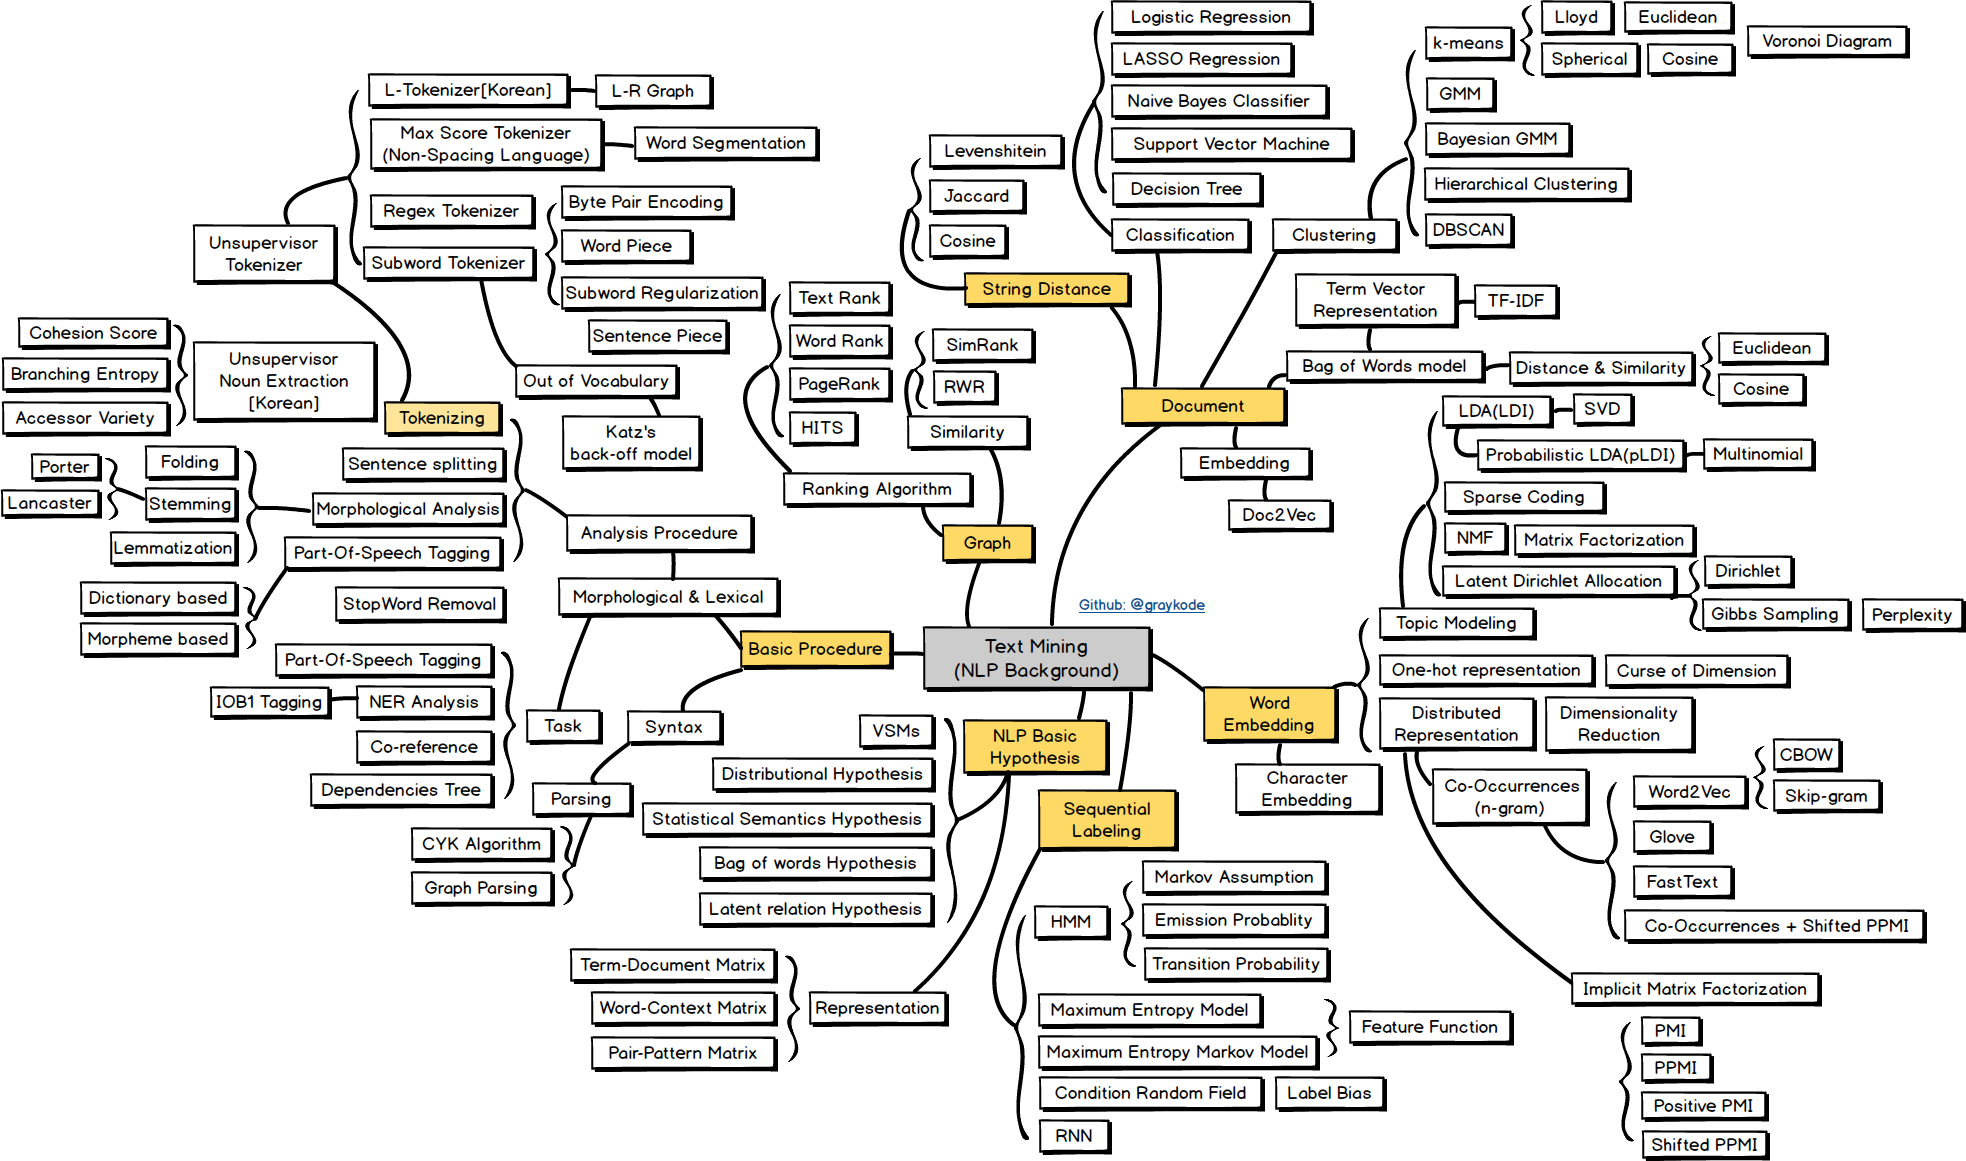 Logistic Regression
LASSO Regression
Naive Bayes Classifier
Support Vector Machine
Decision Tree
Classification
k-means
Lloyd
Euclidean
Spherical
Cosine
Voronoi Diagram
GMM
Bayesian GMM
Hierarchical Clustering
DBSCAN
Clustering
L-Tokenizer[Korean]
L-R Graph
Max Score Tokenizer
(Non-Spacing Language)
Word Segmentation
Regex Tokenizer
Subword Tokenizer
Byte Pair Encoding
Word Piece
Subword Regularization
Sentence Piece
Unsupervisor
Tokenizer
Levenshitein
Jaccard
Cosine
String Distance
Term Vector
Representation
TF-IDF
Bag of Words model
Distance & Similarity
Euclidean
Cosine
Document
Embedding
Doc2Vec
Text Rank
Word Rank
PageRank
HITS
Ranking Algorithm
SimRank
RWR
Similarity
Graph
Out of Vocabulary
Katz's
back-off model
Cohesion Score
Branching Entropy
Accessor Variety
Unsupervisor
Noun Extraction
[Korean]
Tokenizing
Sentence splitting
Morphological Analysis
Part-Of-Speech Tagging
Folding
Stemming
Lemmatization
Porter
Lancaster
Dictionary based
Morpheme based
StopWord Removal
Analysis Procedure
Morphological & Lexical
Basic Procedure
Github: @graykode
Text Mining
(NLP Background)
Part-Of-Speech Tagging
IOB1 Tagging
NER Analysis
Co-reference
Dependencies Tree
Task
Syntax
Parsing
CYK Algorithm
Graph Parsing
LDA(LDI)
SVD
Probabilistic LDA(pLDI)
Multinomial
Sparse Coding
NMF
Matrix Factorization
Latent Dirichlet Allocation
Dirichlet
Gibbs Sampling
Perplexity
Topic Modeling
One-hot representation
Curse of Dimension
Distributed
Representation
Dimensionality
Reduction
Word
Embedding
Character
Embedding
Co-Occurrences
(n-gram)
Word2Vec
CBOW
Skip-gram
Glove
FastText
Co-Occurrences + Shifted PPMI
Implicit Matrix Factorization
PMI
PPMI
Positive PMI
Shifted PPMI
NLP Basic
Hypothesis
VSMs
Distributional Hypothesis
Statistical Semantics Hypothesis
Bag of words Hypothesis
Latent relation Hypothesis
Term-Document Matrix
Word-Context Matrix
Pair-Pattern Matrix
Representation
Sequential
Labeling
HMM
Markov Assumption
Emission Probablity
Transition Probability
Maximum Entropy Model
Maximum Entropy Markov Model
Feature Function
Condition Random Field
Label Bias
RNN